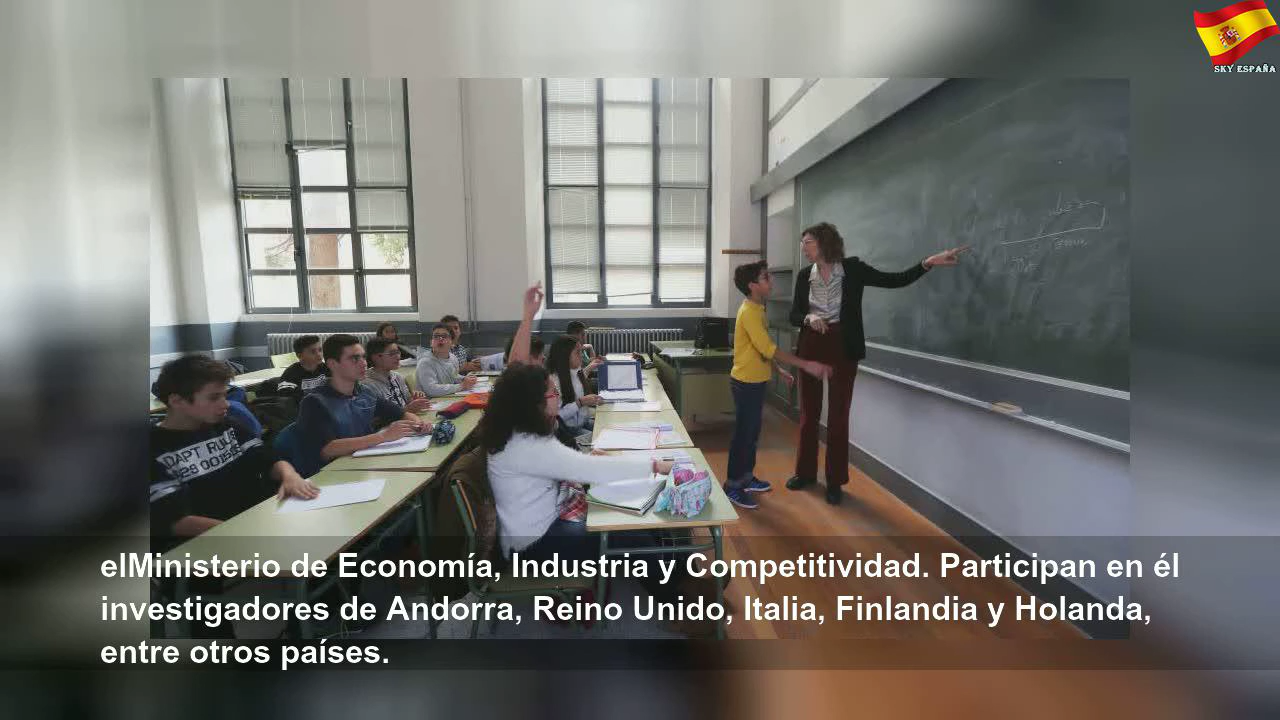 SKY ESPAÑA
elMinisterio de Economía, Industria y Competitividad. Participan en él
investigadores de Andorra, Reino Unido, Italia, Finlandia y Holanda,
entre otros países.